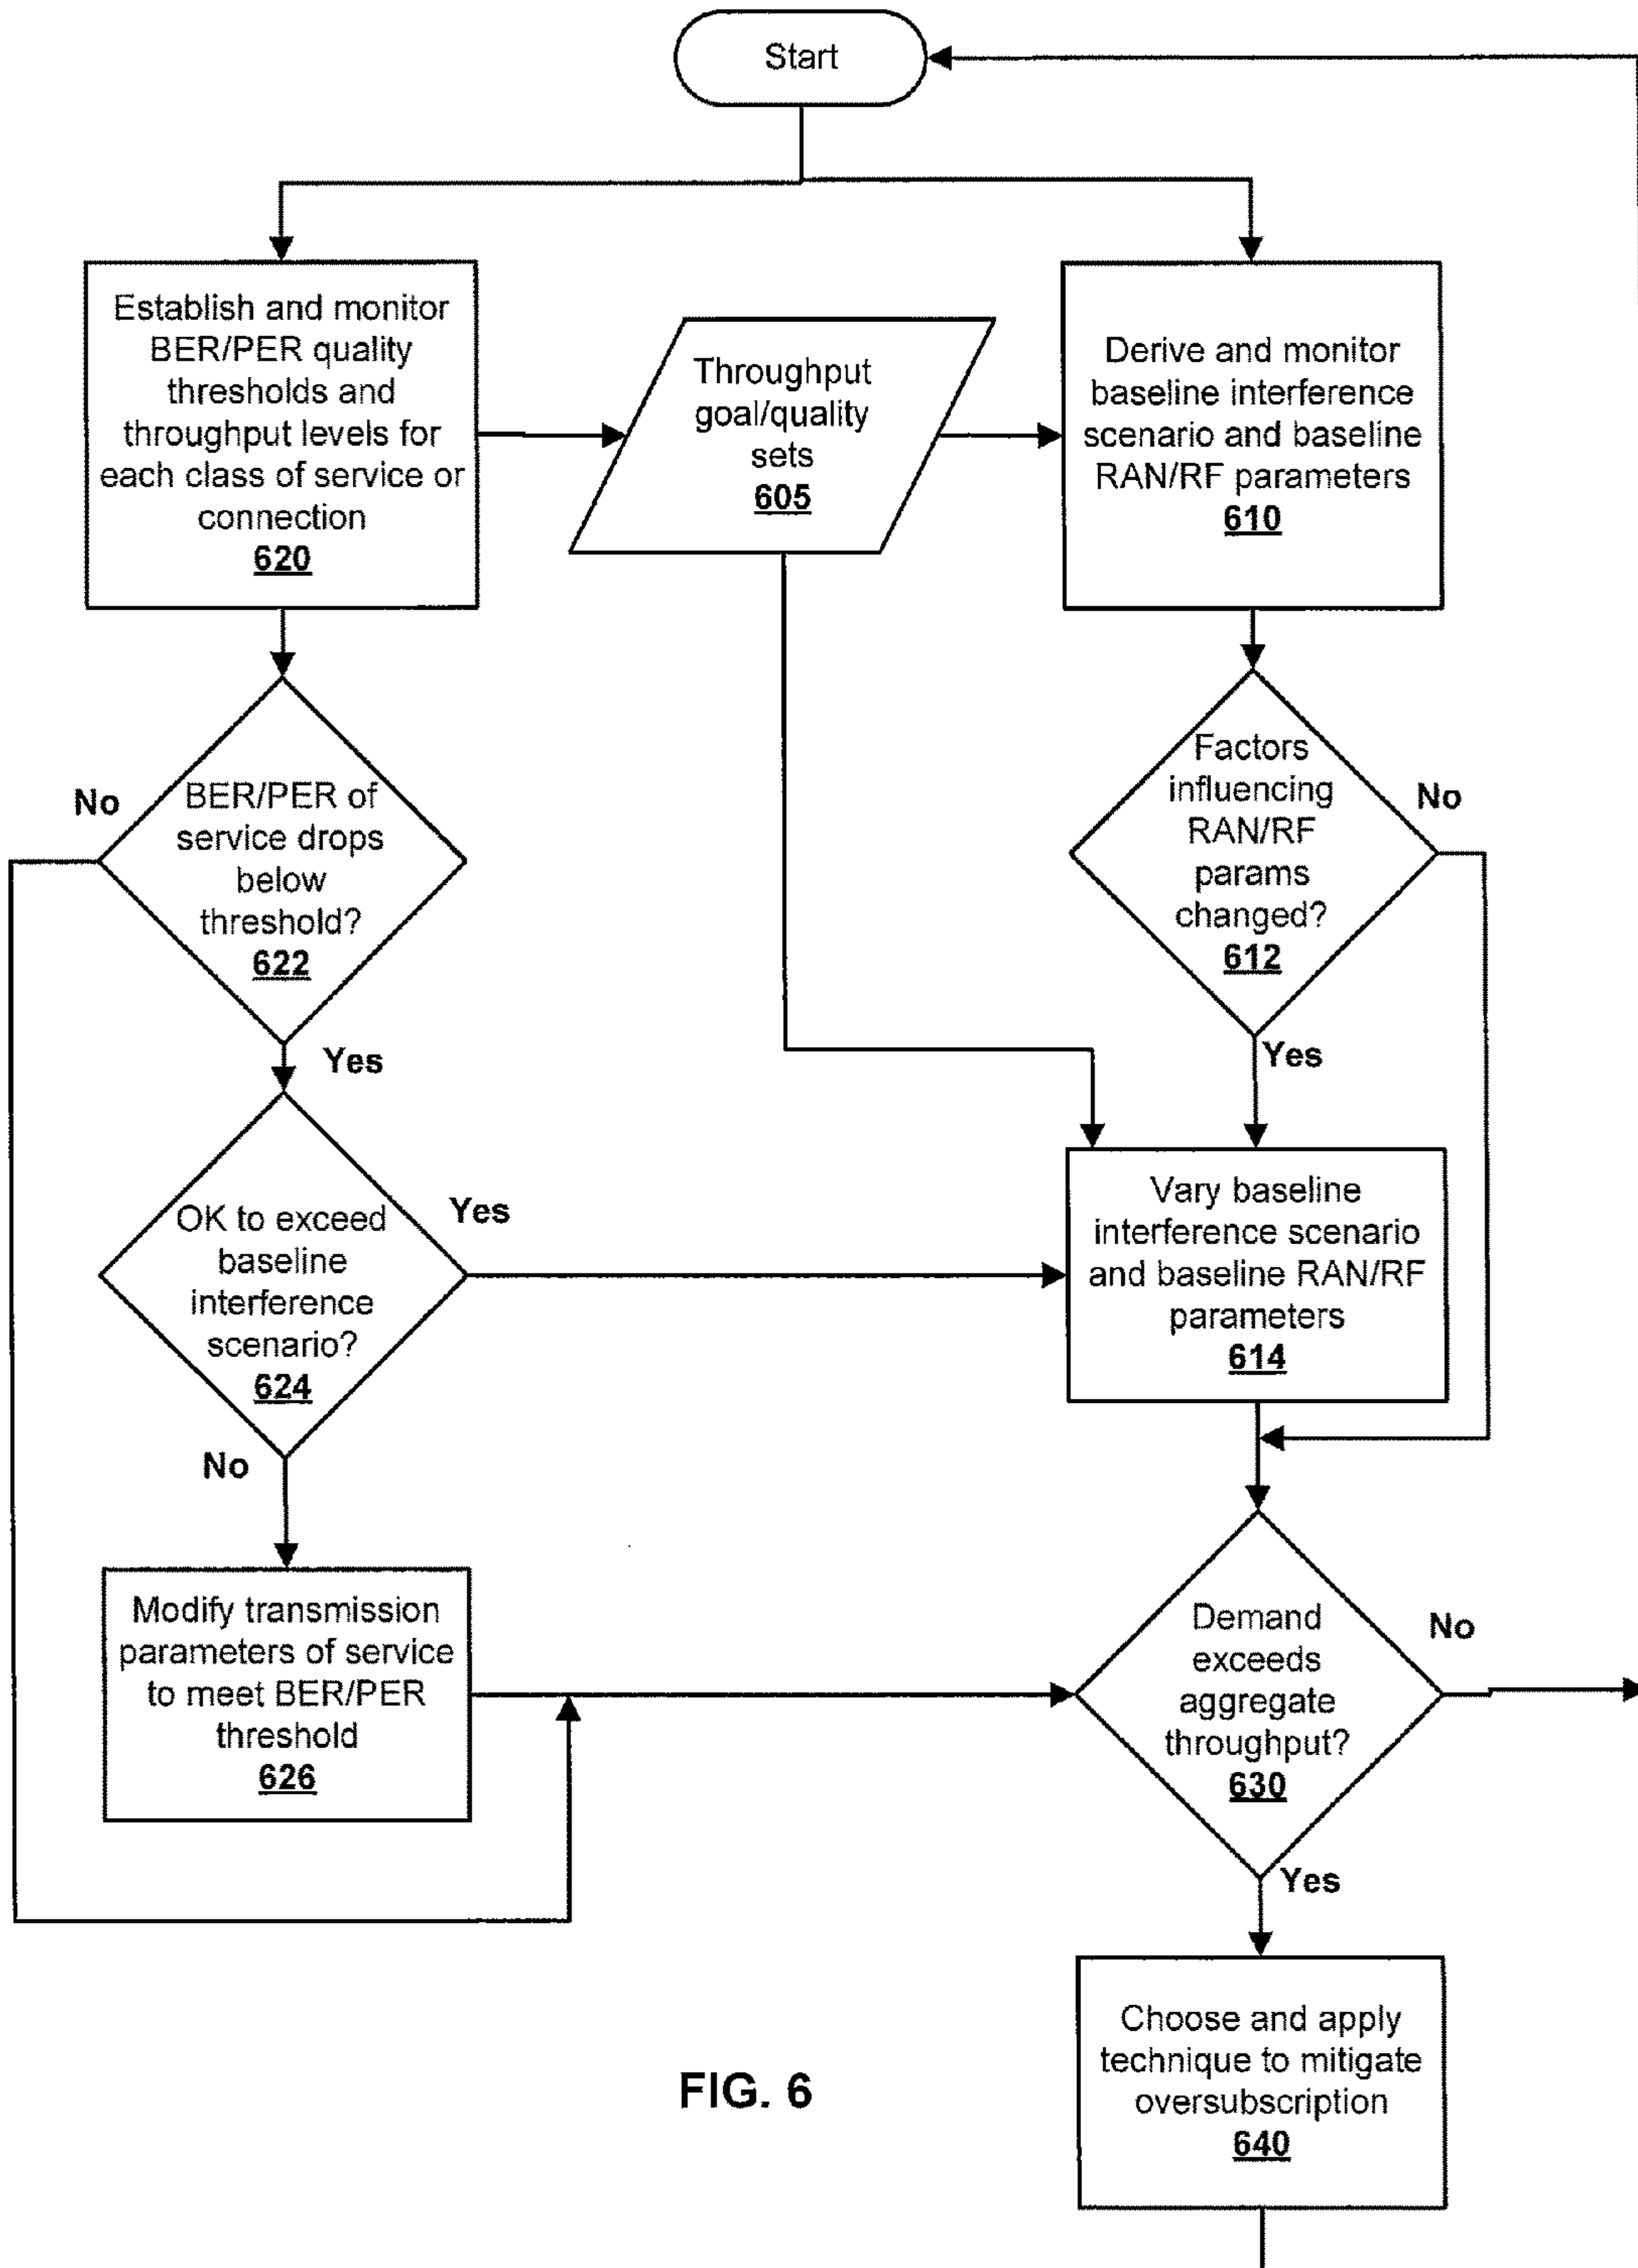 Start
Establish and monitor
BER/PER quality
thresholds and
throughput levels for
each class of service or
connection
620
Throughput
goal/quality
sets
605
Derive and monitor
baseline interference
scenario and baseline
RAN/RF parameters
610
No
BER/PER of
service drops
below
threshold?
622
Yes
Factors
influencing
RAN/RF
params
changed?
612
No
Yes
OK to exceed
baseline
interference
scenario?
624
Yes
No
Vary baseline
interference scenario
and baseline RAN/RF
parameters
614
Modify transmission
parameters of service
to meet BER/PER
threshold
626
Demand
exceeds
aggregate
throughput?
630
No
Yes
Choose and apply
technique to mitigate
oversubscription
640
FIG. 6